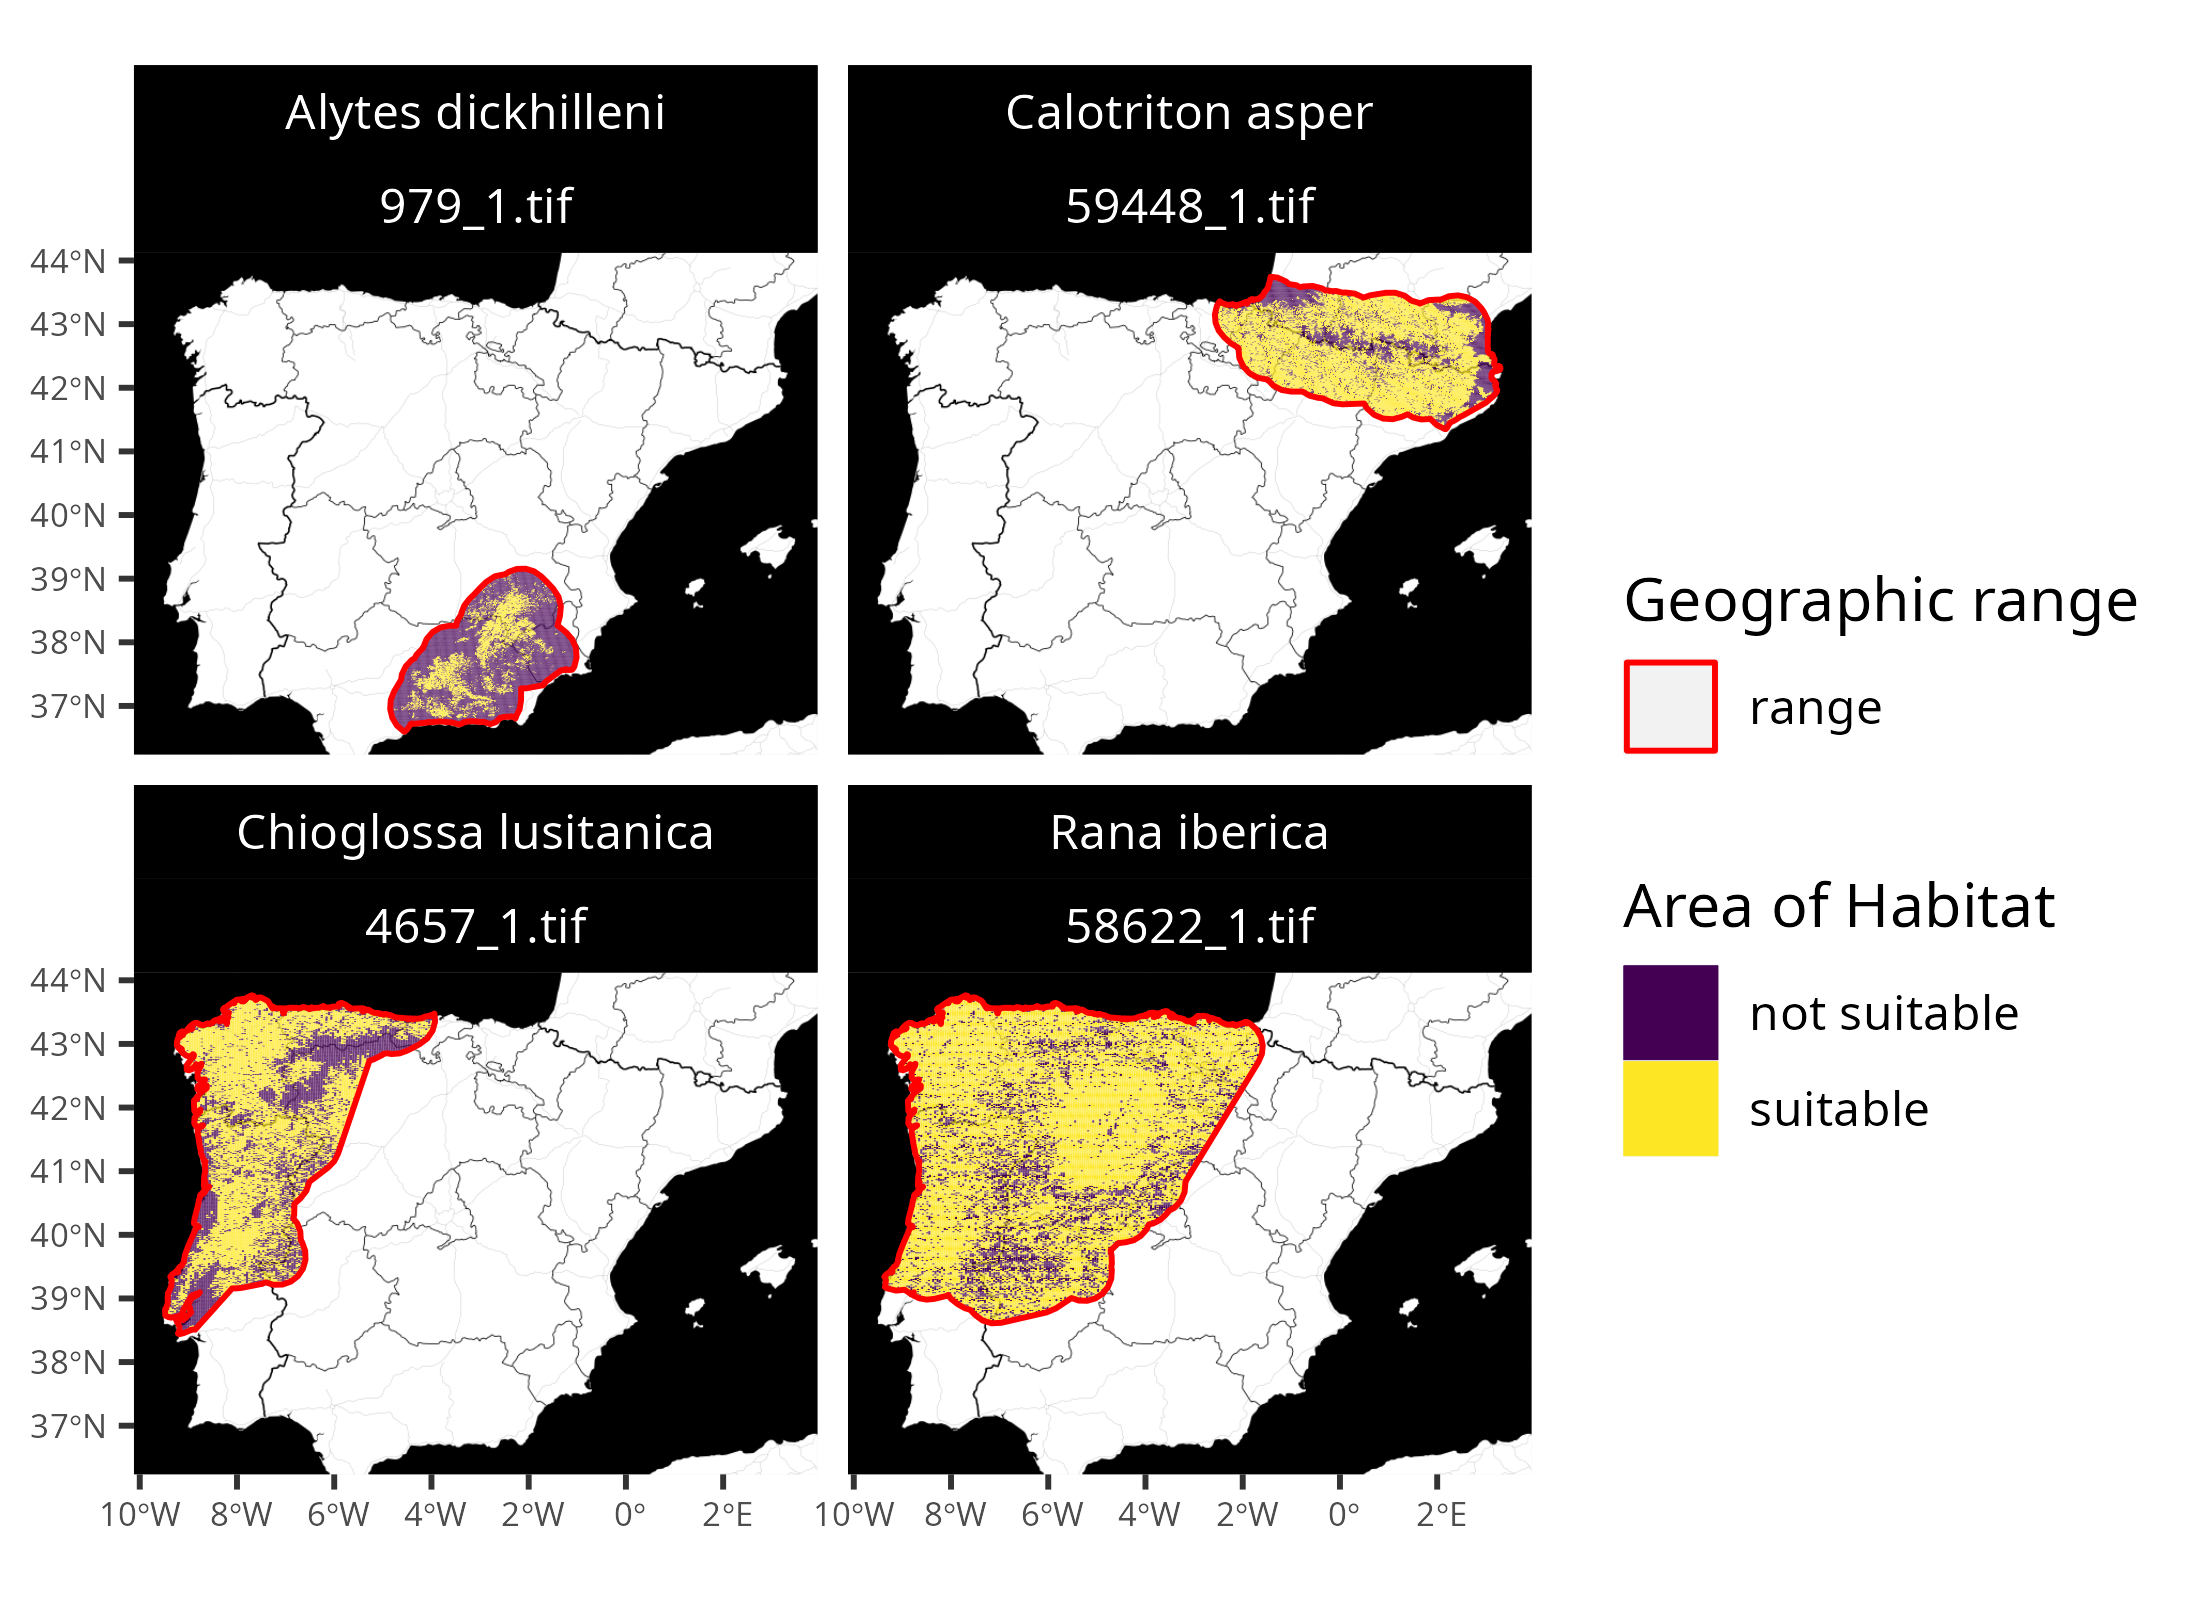 Alytes dickhilleni
979_1.tif
Calotriton asper
59448_1.tif
44°N
43°N
42°N
41°N
40°N
39°N
38°N
37°N
Chioglossa lusitanica
4657_1.tif
Rana iberica
58622_1.tif
44°N
43°N
42°N
41°N
40°N
39°N
38°N
37°N
10°W 8°W 6°W 4°W 2°W 0° 2°E
10°W 8°W 6°W 4°W 2°W 0° 2°E
Geographic range
range
Area of Habitat
not suitable
suitable